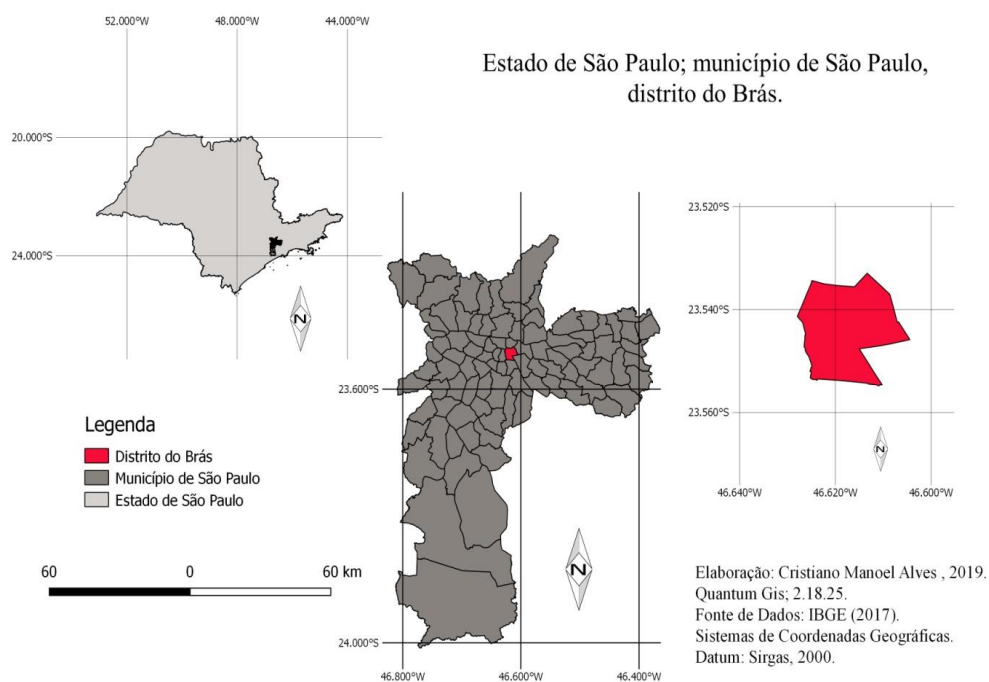 Estado de São Paulo; município de São Paulo,
distrito do Brás.
52.000°W 48.000°W 44.000°W
20.000°S
24.000°S
N
23.600°S
24.000°S
46.800°W 46.600°W 46.400°W
N
23.520°S
23.540°S
23.560°S
46.640°W 46.620°W 46.600°W
N
Legenda
Distrito do Brás
Município de São Paulo
Estado de São Paulo
60 0 60 km
Elaboração: Cristiano Manoel Alves , 2019.
Quantum Gis; 2.18.25.
Fonte de Dados: IBGE (2017).
Sistemas de Coordenadas Geográficas.
Datum: Sirgas, 2000.